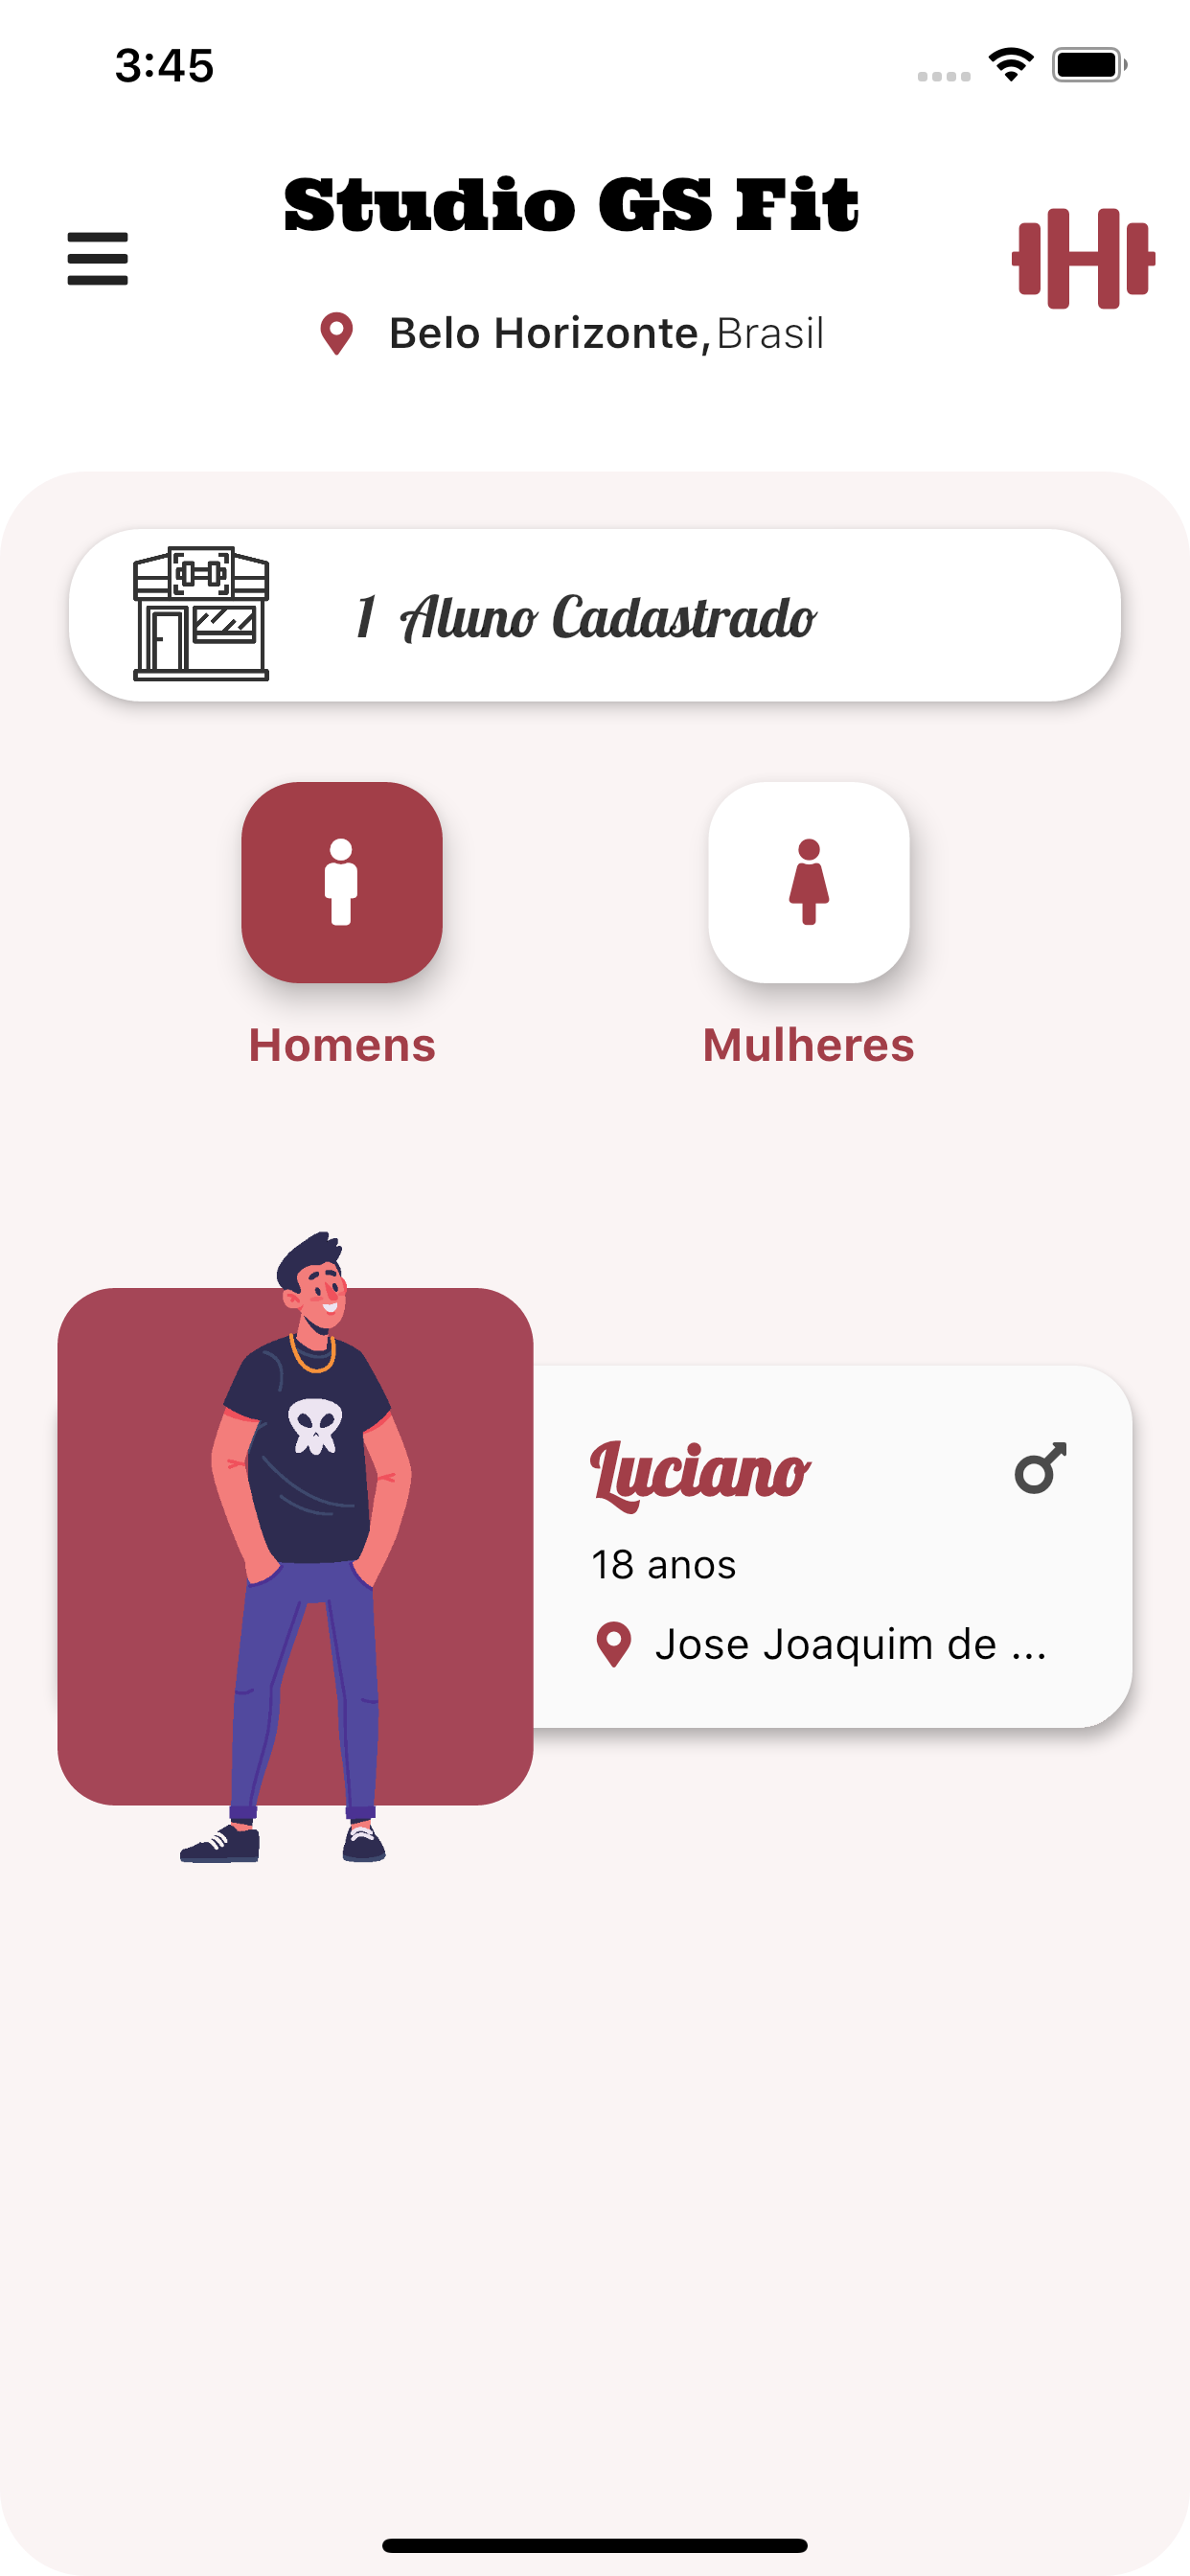 3:45
Studio GS Fit
Belo Horizonte, Brasil
1 Aluno Cadastrado
Homens
Mulheres
Luciano
18 anos
Jose Joaquim de ...